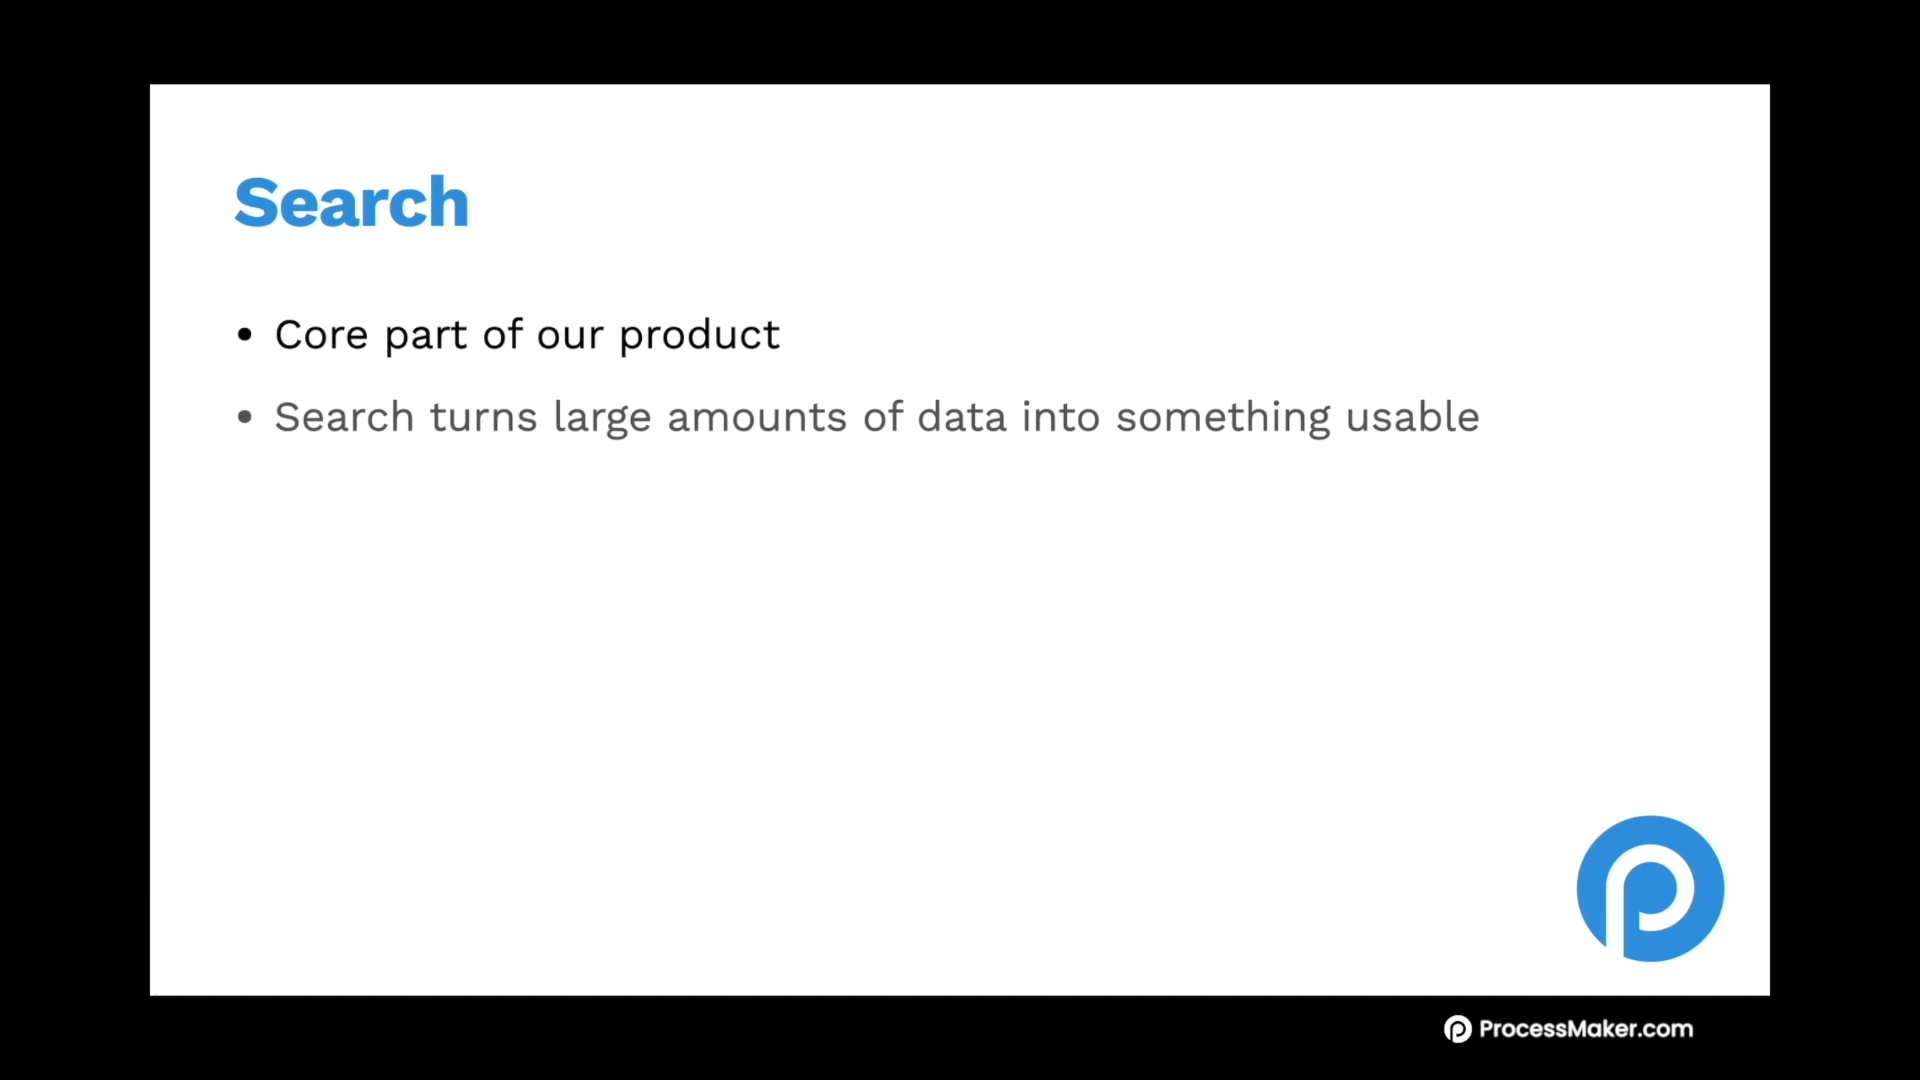 Search
• Core part of our product
• Search turns large amounts of data into something usable
ProcessMaker.com